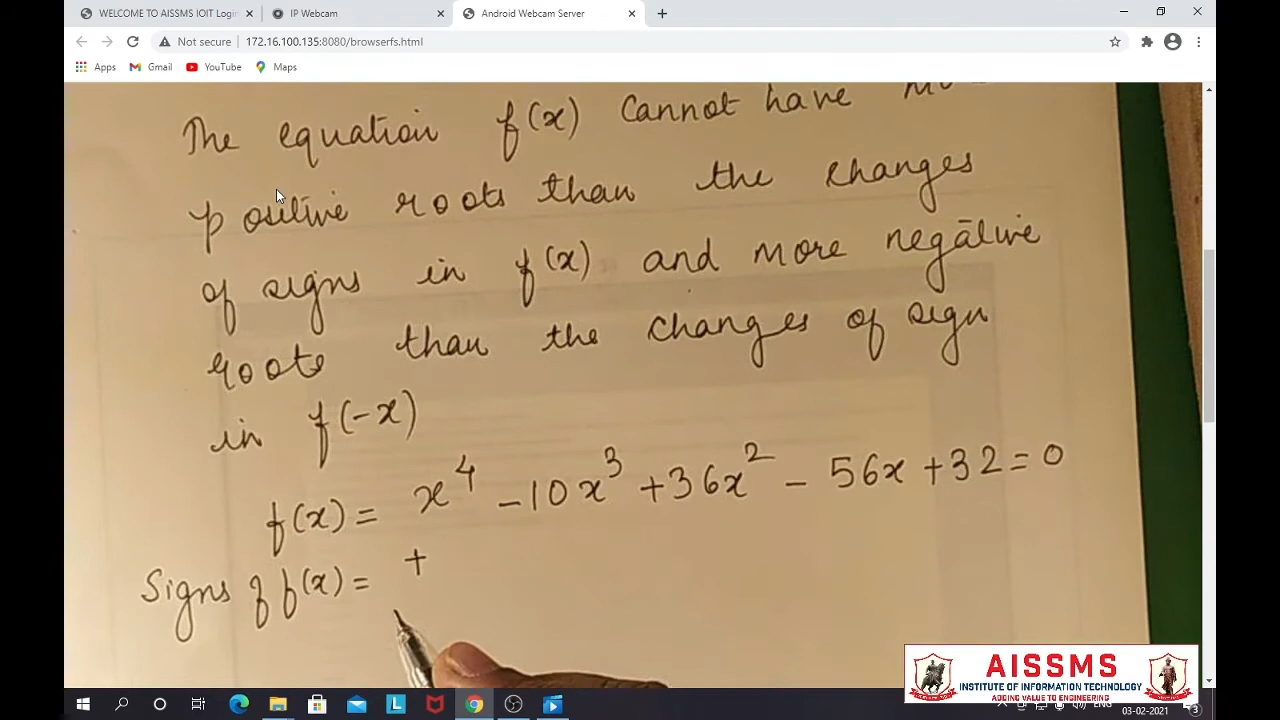 WELCOME TO AISSMS IOIT Login
IP Webcam
Android Webcam Server
Not secure
172.16.100.135:8080/browserfs.html
Apps
Gmail
YouTube
Maps
The equation f(x) cannot have
positive roots than the changes
of signs in f(x) and more negative
roots than the changes of sign
in f(-x)
f(x) = x⁴ - 10x³ + 36x² - 56x + 32 = 0
Signs of f(x) = +
AISSMS
INSTITUTE OF INFORMATION TECHNOLOGY
ADDING VALUE TO ENGINEERING
ENG
03-02-2021